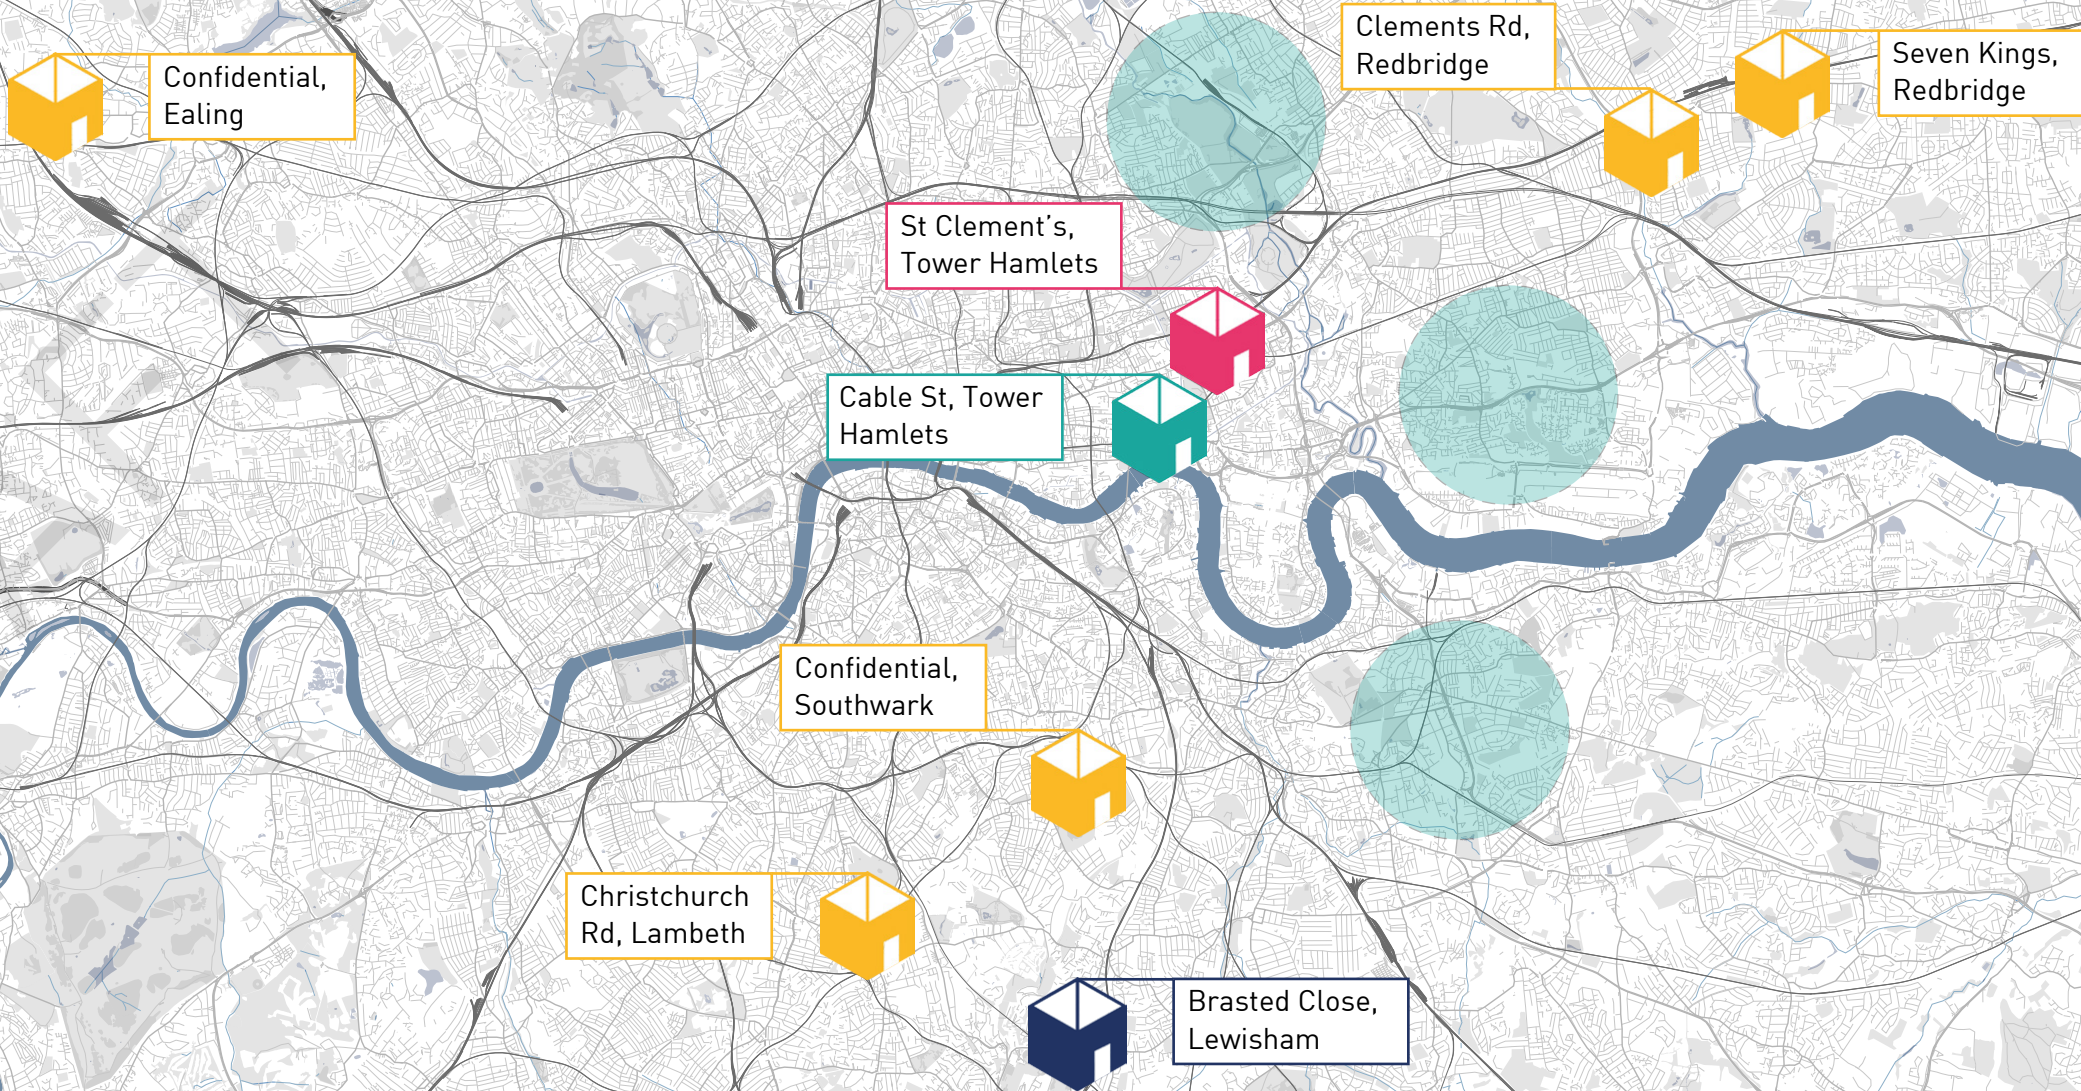 Confidential,
Ealing
Clements Rd,
Redbridge
Seven Kings,
Redbridge
St Clement's,
Tower Hamlets
Cable St, Tower
Hamlets
Confidential,
Southwark
Christchurch
Rd, Lambeth
Brasted Close,
Lewisham